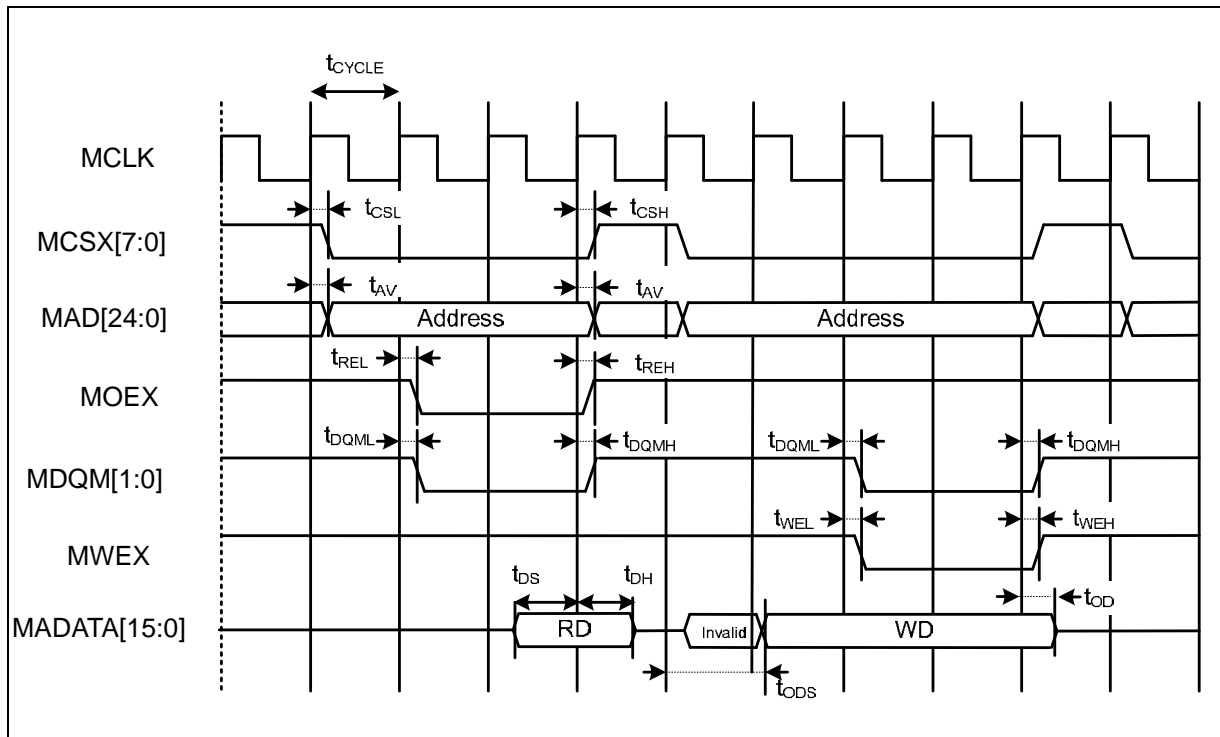 tCYCLE
MCLK
tCSL tCSH
MCSX[7:0]
tAV tAV
MAD[24:0] Address Address
tREL tREH
MOEX
tDQML tDQMH tDQML tDQMH
MDQM[1:0]
tWEL tWEH
MWEX
tDS tDH
tOD
MADATA[15:0] RD Invalid WD
tODS